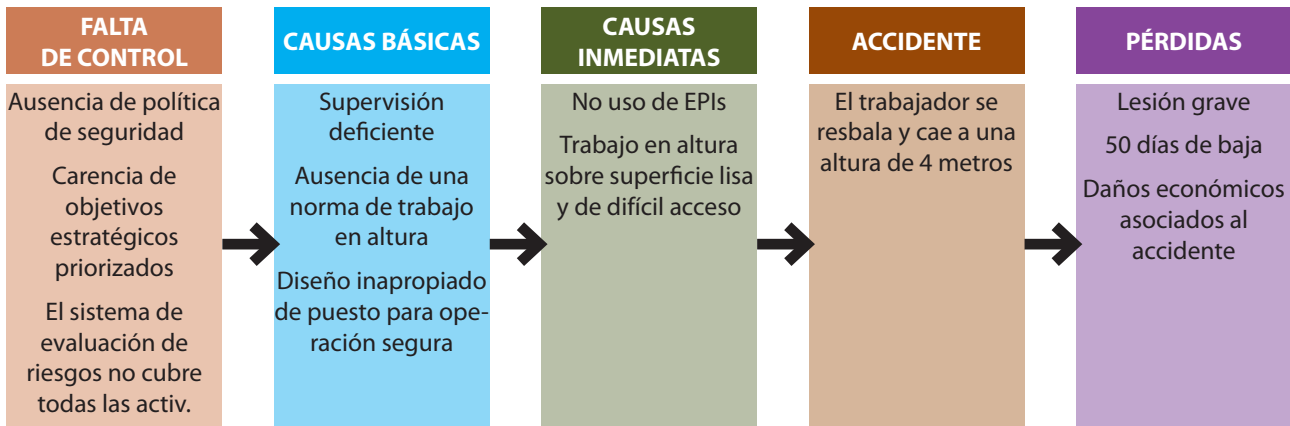 FALTA
DE CONTROL
Ausencia de política
de seguridad
Carencia de
objetivos
estratégicos
priorizados
El sistema de
evaluación de
riesgos no cubre
todas las activ.
CAUSAS BÁSICAS
Supervisión
deficiente
Ausencia de una
norma de trabajo
en altura
Diseño inapropiado
de puesto para ope-
ración segura
CAUSAS
INMEDIATAS
No uso de EPIs
Trabajo en altura
sobre superficie lisa
y de difícil acceso
ACCIDENTE
El trabajador se
resbala y cae a una
altura de 4 metros
PÉRDIDAS
Lesión grave
50 días de baja
Daños económicos
asociados al
accidente